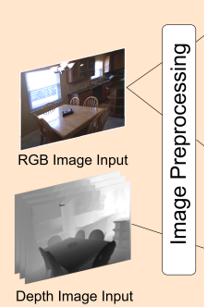 RGB Image Input
Image Preprocessing
Depth Image Input